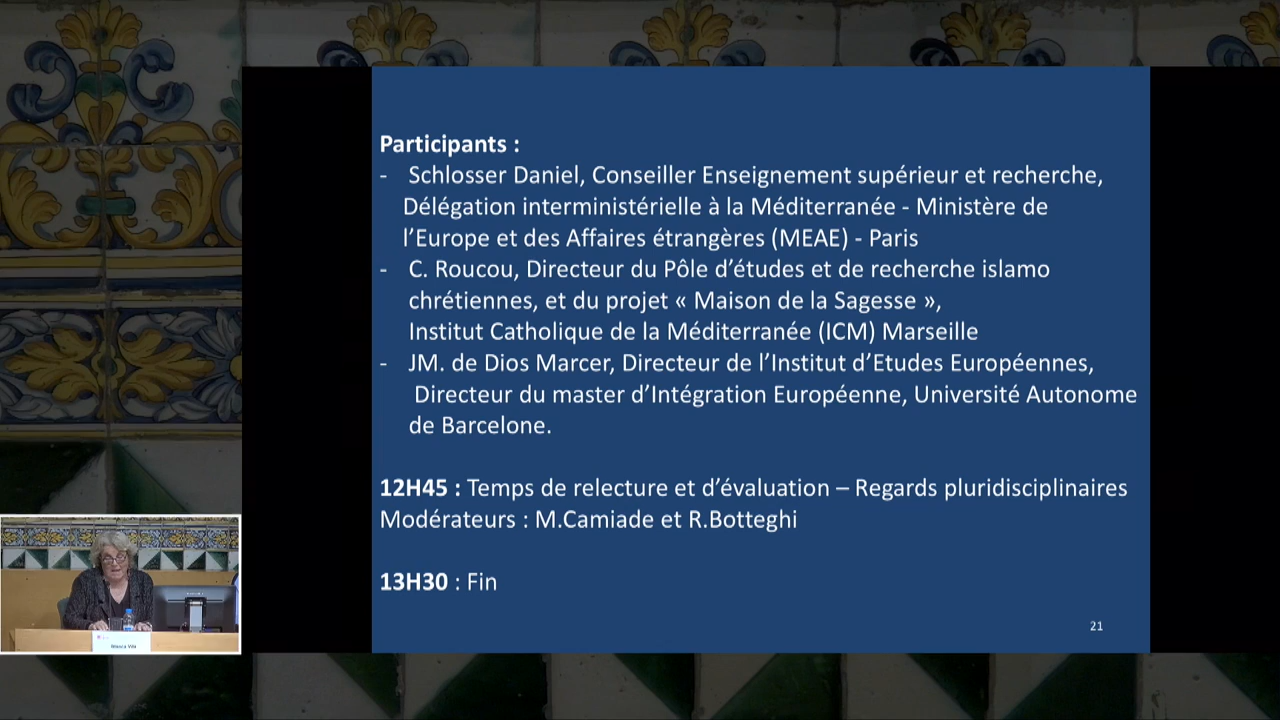 Participants :
- Schlosser Daniel, Conseiller Enseignement supérieur et recherche,
Délégation interministérielle à la Méditerranée - Ministère de
l’Europe et des Affaires étrangères (MEAE) - Paris
- C. Roucou, Directeur du Pôle d’études et de recherche islamo
chrétiennes, et du projet « Maison de la Sagesse »,
Institut Catholique de la Méditerranée (ICM) Marseille
- JM. de Dios Marcer, Directeur de l’Institut d’Etudes Européennes,
Directeur du master d’Intégration Européenne, Université Autonome
de Barcelone.
12H45 : Temps de relecture et d’évaluation – Regards pluridisciplinaires
Modérateurs : M.Camiade et R.Botteghi
13H30 : Fin
21